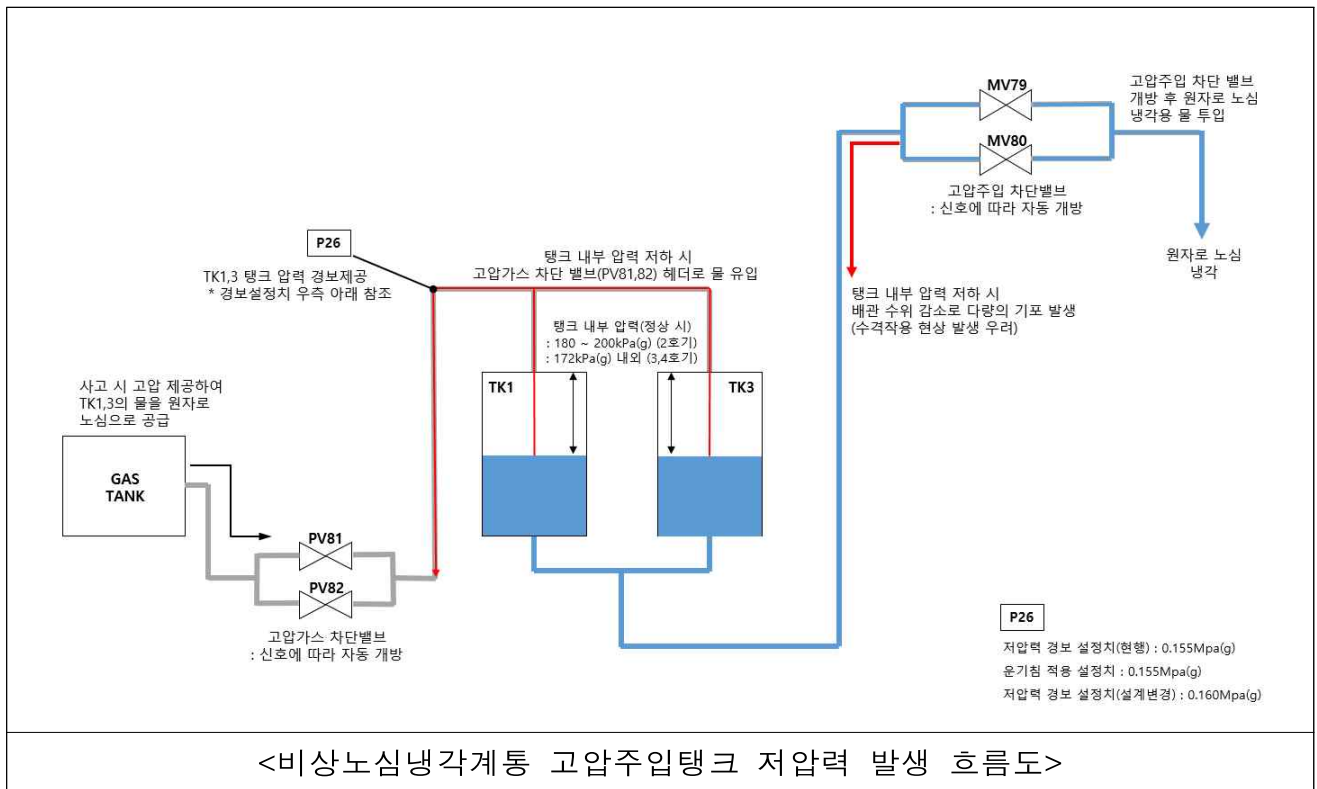 MV79
MV80
고압주입 차단 밸브
개방 후 원자로 노심
냉각용 물 투입
고압주입 차단밸브
: 신호에 따라 자동 개방
원자로 노심
냉각
P26
TK1,3 탱크 압력 경보제공
* 경보설정치 우측 아래 참조
탱크 내부 압력 저하 시
고압가스 차단 밸브(PV81,82) 헤더로 물 유입
탱크 내부 압력 저하 시
배관 수위 감소로 다량의 기포 발생
(수격작용 현상 발생 우려)
탱크 내부 압력(정상 시)
: 180 ~ 200kPa(g) (2호기)
: 172kPa(g) 내외 (3,4호기)
TK1
TK3
사고 시 고압 제공하여
TK1,3의 물을 원자로
노심으로 공급
GAS
TANK
PV81
PV82
고압가스 차단밸브
: 신호에 따라 자동 개방
P26
저압력 경보 설정치(현행) : 0.155Mpa(g)
운기침 적용 설정치 : 0.155Mpa(g)
저압력 경보 설정치(설계변경) : 0.160Mpa(g)
<비상노심냉각계통 고압주입탱크 저압력 발생 흐름도>